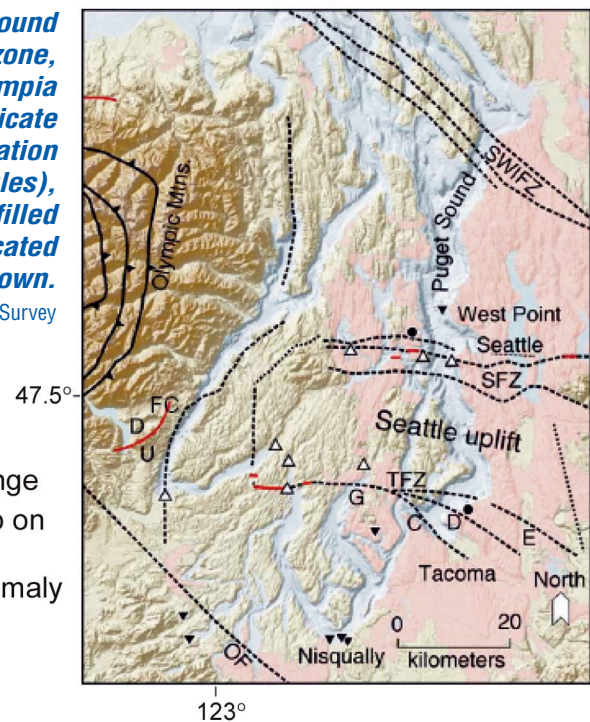 ound
zone,
mpia
icate
ation
les),
filled
cated
own.
Survey
nge
o on
maly
Olympic Mtns.
Puget Sound
SWIFZ
West Point
Seattle
SFZ
47.5°
FC
D
U
Seattle uplift
TFZ
G
C
D
E
Tacoma
North
0 20
kilometers
OF
Nisqually
123°